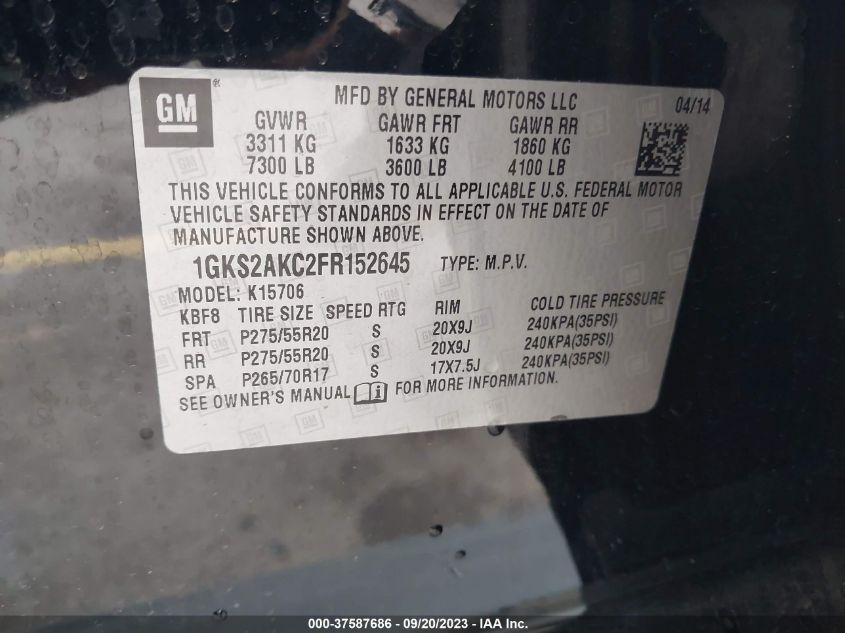 GM
MFD BY GENERAL MOTORS LLC 04/14
GVWR GAWR FRT GAWR RR
3311 KG 1633 KG 1860 KG
7300 LB 3600 LB 4100 LB
THIS VEHICLE CONFORMS TO ALL APPLICABLE U.S. FEDERAL MOTOR
VEHICLE SAFETY STANDARDS IN EFFECT ON THE DATE OF
MANUFACTURE SHOWN ABOVE.
1GKS2AKC2FR152645 TYPE: M.P.V.
MODEL: K15706
KBF8 TIRE SIZE SPEED RTG RIM COLD TIRE PRESSURE
FRT P275/55R20 S 20X9J 240KPA(35PSI)
RR P275/55R20 S 20X9J 240KPA(35PSI)
SPA P265/70R17 S 17X7.5J 240KPA(35PSI)
SEE OWNER'S MANUAL i FOR MORE INFORMATION.
000-37587686 - 09/20/2023 - IAA Inc.